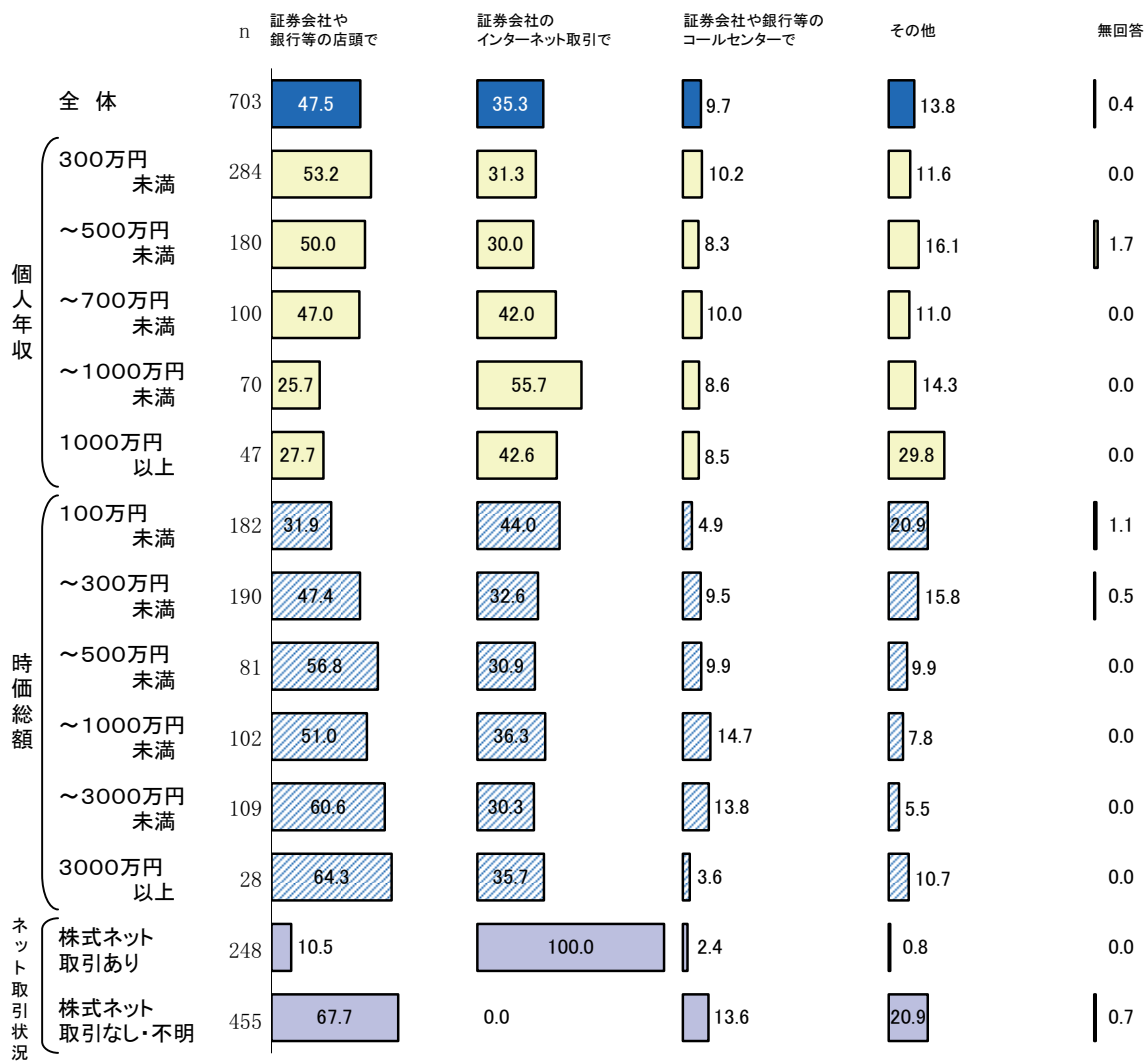 n
証券会社や
銀行等の店頭で
証券会社の
インターネット取引で
証券会社や銀行等の
コールセンターで
その他
無回答
全 体
703
47.5
35.3
9.7
13.8
0.4
個人年収
300万円
未満
284
53.2
31.3
10.2
11.6
0.0
～500万円
未満
180
50.0
30.0
8.3
16.1
1.7
～700万円
未満
100
47.0
42.0
10.0
11.0
0.0
～1000万円
未満
70
25.7
55.7
8.6
14.3
0.0
1000万円
以上
47
27.7
42.6
8.5
29.8
0.0
時価総額
100万円
未満
182
31.9
44.0
4.9
20.9
1.1
～300万円
未満
190
47.4
32.6
9.5
15.8
0.5
～500万円
未満
81
56.8
30.9
9.9
9.9
0.0
～1000万円
未満
102
51.0
36.3
14.7
7.8
0.0
～3000万円
未満
109
60.6
30.3
13.8
5.5
0.0
3000万円
以上
28
64.3
35.7
3.6
10.7
0.0
ネット取引状況
株式ネット
取引あり
248
10.5
100.0
2.4
0.8
0.0
株式ネット
取引なし・不明
455
67.7
0.0
13.6
20.9
0.7